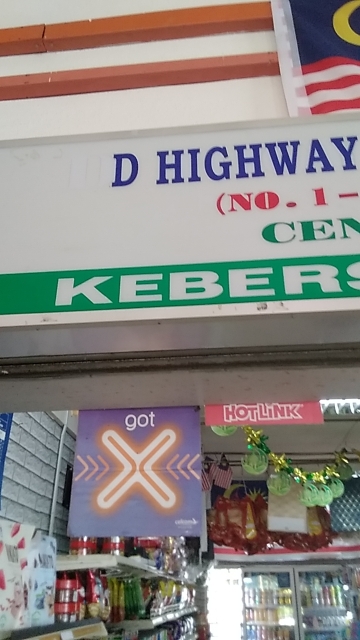 D HIGHWAY
(NO. 1-
CEN
KEBERS
got
X
HOTLINK